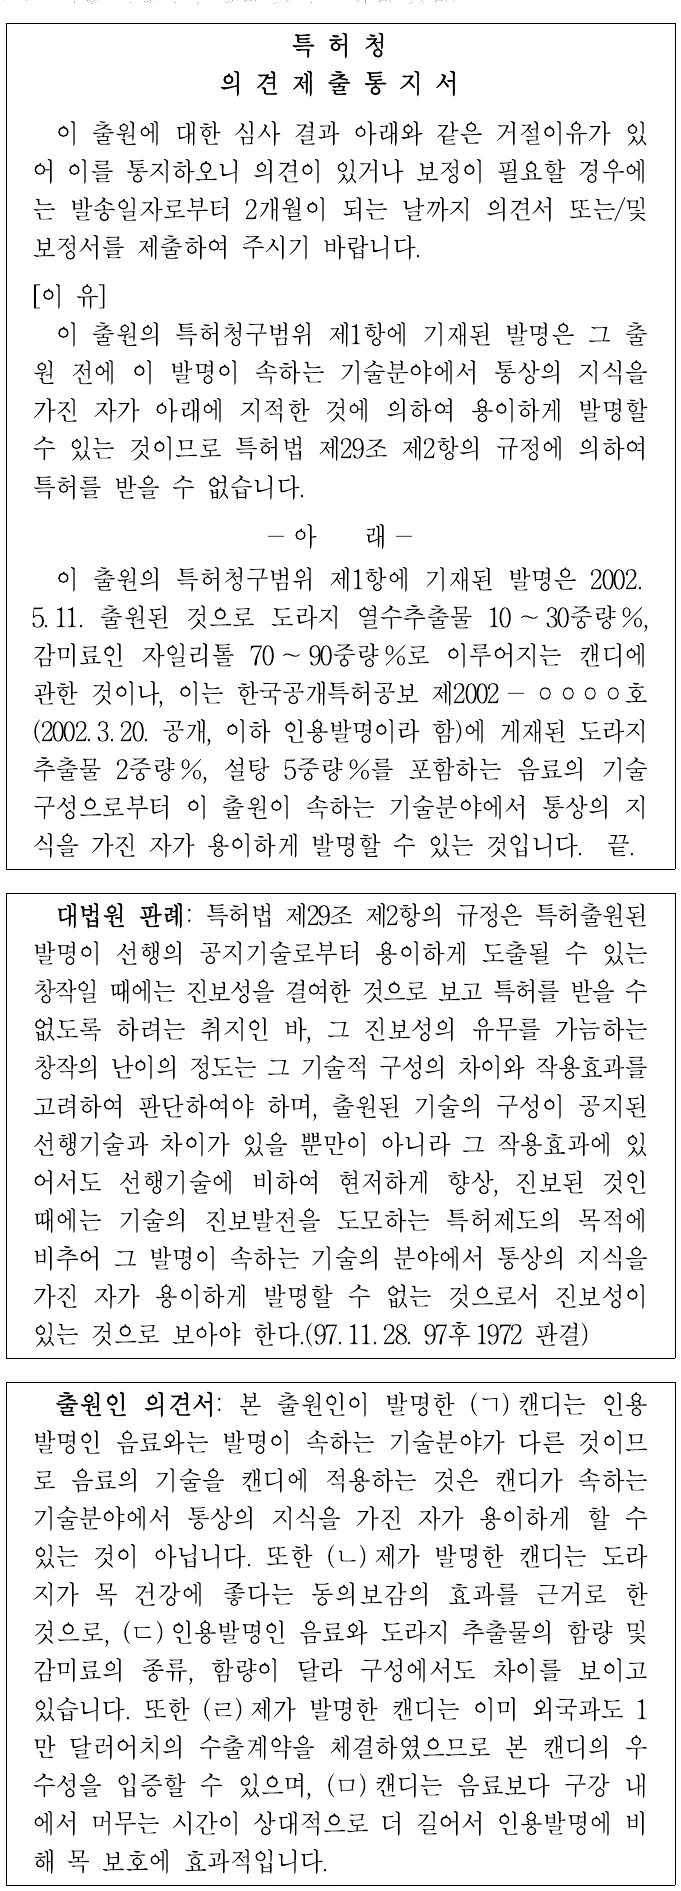 특 허 청
의 견 제 출 통 지 서
이 출원에 대한 심사 결과 아래와 같은 거절이유가 있
어 이를 통지하오니 의견이 있거나 보정이 필요할 경우에
는 발송일자로부터 2개월이 되는 날까지 의견서 또는/및
보정서를 제출하여 주시기 바랍니다.
[이 유]
이 출원의 특허청구범위 제1항에 기재된 발명은 그 출
원 전에 이 발명이 속하는 기술분야에서 통상의 지식을
가진 자가 아래에 지적한 것에 의하여 용이하게 발명할
수 있는 것이므로 특허법 제29조 제2항의 규정에 의하여
특허를 받을 수 없습니다.
- 아 래 -
이 출원의 특허청구범위 제1항에 기재된 발명은 2002.
5.11. 출원된 것으로 도라지 열수추출물 10 ~ 30중량%,
감미료인 자일리톨 70 ~ 90중량%로 이루어지는 캔디에
관한 것이나, 이는 한국공개특허공보 제2002 - ㅇㅇㅇㅇ호
(2002.3.20. 공개, 이하 인용발명이라 함)에 게재된 도라지
추출물 2중량%, 설탕 5중량%를 포함하는 음료의 기술
구성으로부터 이 출원이 속하는 기술분야에서 통상의 지
식을 가진 자가 용이하게 발명할 수 있는 것입니다. 끝.
대법원 판례: 특허법 제29조 제2항의 규정은 특허출원된
발명이 선행의 공지기술로부터 용이하게 도출될 수 있는
창작일 때에는 진보성을 결여한 것으로 보고 특허를 받을 수
없도록 하려는 취지인 바, 그 진보성의 유무를 가늠하는
창작의 난이의 정도는 그 기술적 구성의 차이와 작용효과를
고려하여 판단하여야 하며, 출원된 기술의 구성이 공지된
선행기술과 차이가 있을 뿐만이 아니라 그 작용효과에 있
어서도 선행기술에 비하여 현저하게 향상, 진보된 것인
때에는 기술의 진보발전을 도모하는 특허제도의 목적에
비추어 그 발명이 속하는 기술의 분야에서 통상의 지식을
가진 자가 용이하게 발명할 수 없는 것으로서 진보성이
있는 것으로 보아야 한다.(97.11.28. 97후1972 판결)
출원인 의견서: 본 출원인이 발명한 (ㄱ)캔디는 인용
발명인 음료와는 발명이 속하는 기술분야가 다른 것이므
로 음료의 기술을 캔디에 적용하는 것은 캔디가 속하는
기술분야에서 통상의 지식을 가진 자가 용이하게 할 수
있는 것이 아닙니다. 또한 (ㄴ)제가 발명한 캔디는 도라
지가 목 건강에 좋다는 동의보감의 효과를 근거로 한
것으로, (ㄷ)인용발명인 음료와 도라지 추출물의 함량 및
감미료의 종류, 함량이 달라 구성에서도 차이를 보이고
있습니다. 또한 (ㄹ)제가 발명한 캔디는 이미 외국과도 1
만 달러어치의 수출계약을 체결하였으므로 본 캔디의 우
수성을 입증할 수 있으며, (ㅁ)캔디는 음료보다 구강 내
에서 머무는 시간이 상대적으로 더 길어서 인용발명에 비
해 목 보호에 효과적입니다.